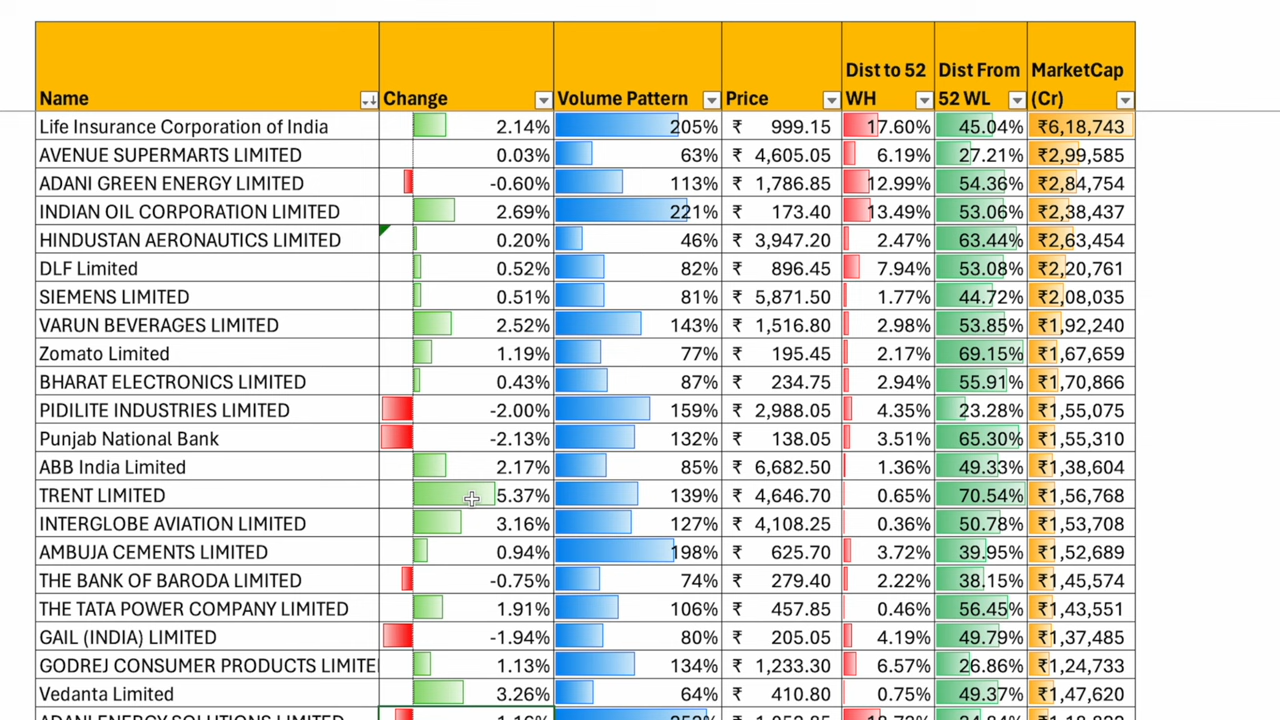 Name Change Volume Pattern Price Dist to 52 WH Dist From 52 WL MarketCap (Cr)
Life Insurance Corporation of India 2.14% 205% ₹ 999.15 17.60% 45.04% ₹6,18,743
AVENUE SUPERMARTS LIMITED 0.03% 63% ₹ 4,605.05 6.19% 27.21% ₹2,99,585
ADANI GREEN ENERGY LIMITED -0.60% 113% ₹ 1,786.85 12.99% 54.36% ₹2,84,754
INDIAN OIL CORPORATION LIMITED 2.69% 221% ₹ 173.40 13.49% 53.06% ₹2,38,437
HINDUSTAN AERONAUTICS LIMITED 0.20% 46% ₹ 3,947.20 2.47% 63.44% ₹2,63,454
DLF Limited 0.52% 82% ₹ 896.45 7.94% 53.08% ₹2,20,761
SIEMENS LIMITED 0.51% 81% ₹ 5,871.50 1.77% 44.72% ₹2,08,035
VARUN BEVERAGES LIMITED 2.52% 143% ₹ 1,516.80 2.98% 53.85% ₹1,92,240
Zomato Limited 1.19% 77% ₹ 195.45 2.17% 69.15% ₹1,67,659
BHARAT ELECTRONICS LIMITED 0.43% 87% ₹ 234.75 2.94% 55.91% ₹1,70,866
PIDILITE INDUSTRIES LIMITED -2.00% 159% ₹ 2,988.05 4.35% 23.28% ₹1,55,075
Punjab National Bank -2.13% 132% ₹ 138.05 3.51% 65.30% ₹1,55,310
ABB India Limited 2.17% 85% ₹ 6,682.50 1.36% 49.33% ₹1,38,604
TRENT LIMITED 5.37% 139% ₹ 4,646.70 0.65% 70.54% ₹1,56,768
INTERGLOBE AVIATION LIMITED 3.16% 127% ₹ 4,108.25 0.36% 50.78% ₹1,53,708
AMBUJA CEMENTS LIMITED 0.94% 198% ₹ 625.70 3.72% 39.95% ₹1,52,689
THE BANK OF BARODA LIMITED -0.75% 74% ₹ 279.40 2.22% 38.15% ₹1,45,574
THE TATA POWER COMPANY LIMITED 1.91% 106% ₹ 457.85 0.46% 56.45% ₹1,43,551
GAIL (INDIA) LIMITED -1.94% 80% ₹ 205.05 4.19% 49.79% ₹1,37,485
GODREJ CONSUMER PRODUCTS LIMITE 1.13% 134% ₹ 1,233.30 6.57% 26.86% ₹1,24,733
Vedanta Limited 3.26% 64% ₹ 410.80 0.75% 49.37% ₹1,47,620
ADANI ENERGY SOLUTIONS LIMITED